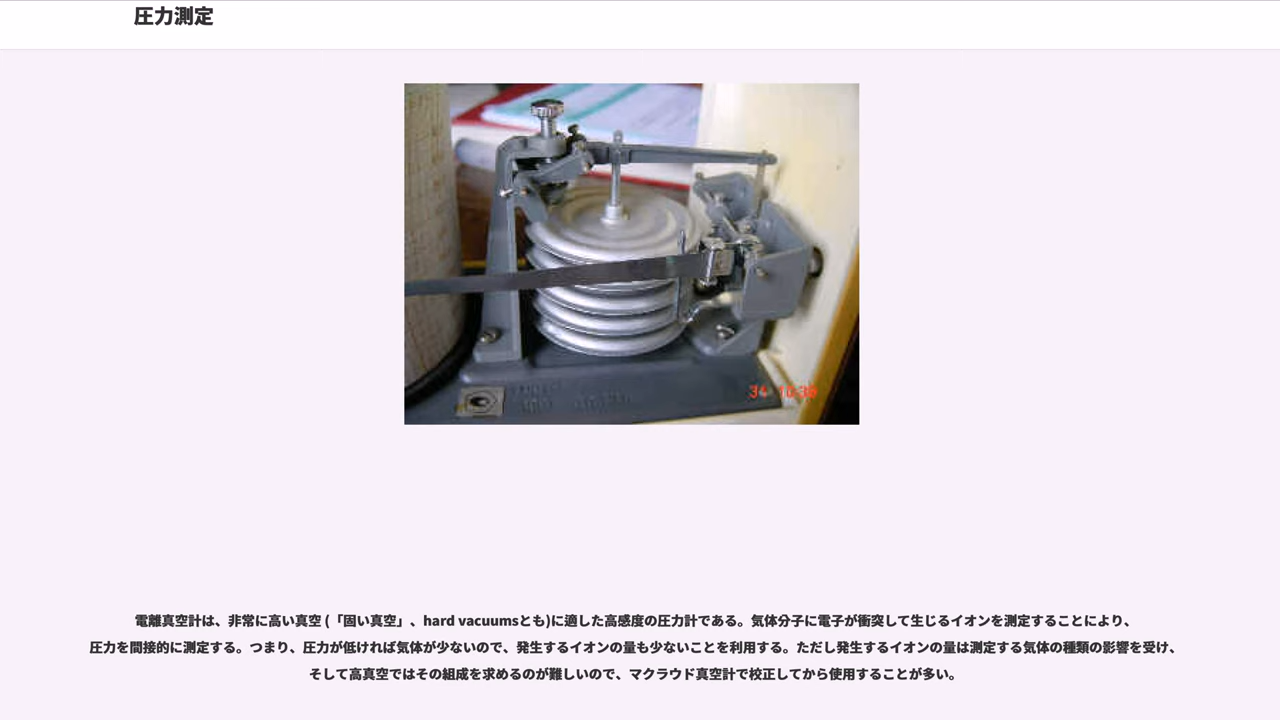 圧力測定
34 10:36
電離真空計は、非常に高い真空 (「固い真空」、hard vacuumsとも)に適した高感度の圧力計である。気体分子に電子が衝突して生じるイオンを測定することにより、
圧力を間接的に測定する。つまり、圧力が低ければ気体が少ないので、発生するイオンの量も少ないことを利用する。ただし発生するイオンの量は測定する気体の種類の影響を受け、
そして高真空ではその組成を求めるのが難しいので、マクラウド真空計で校正してから使用することが多い。